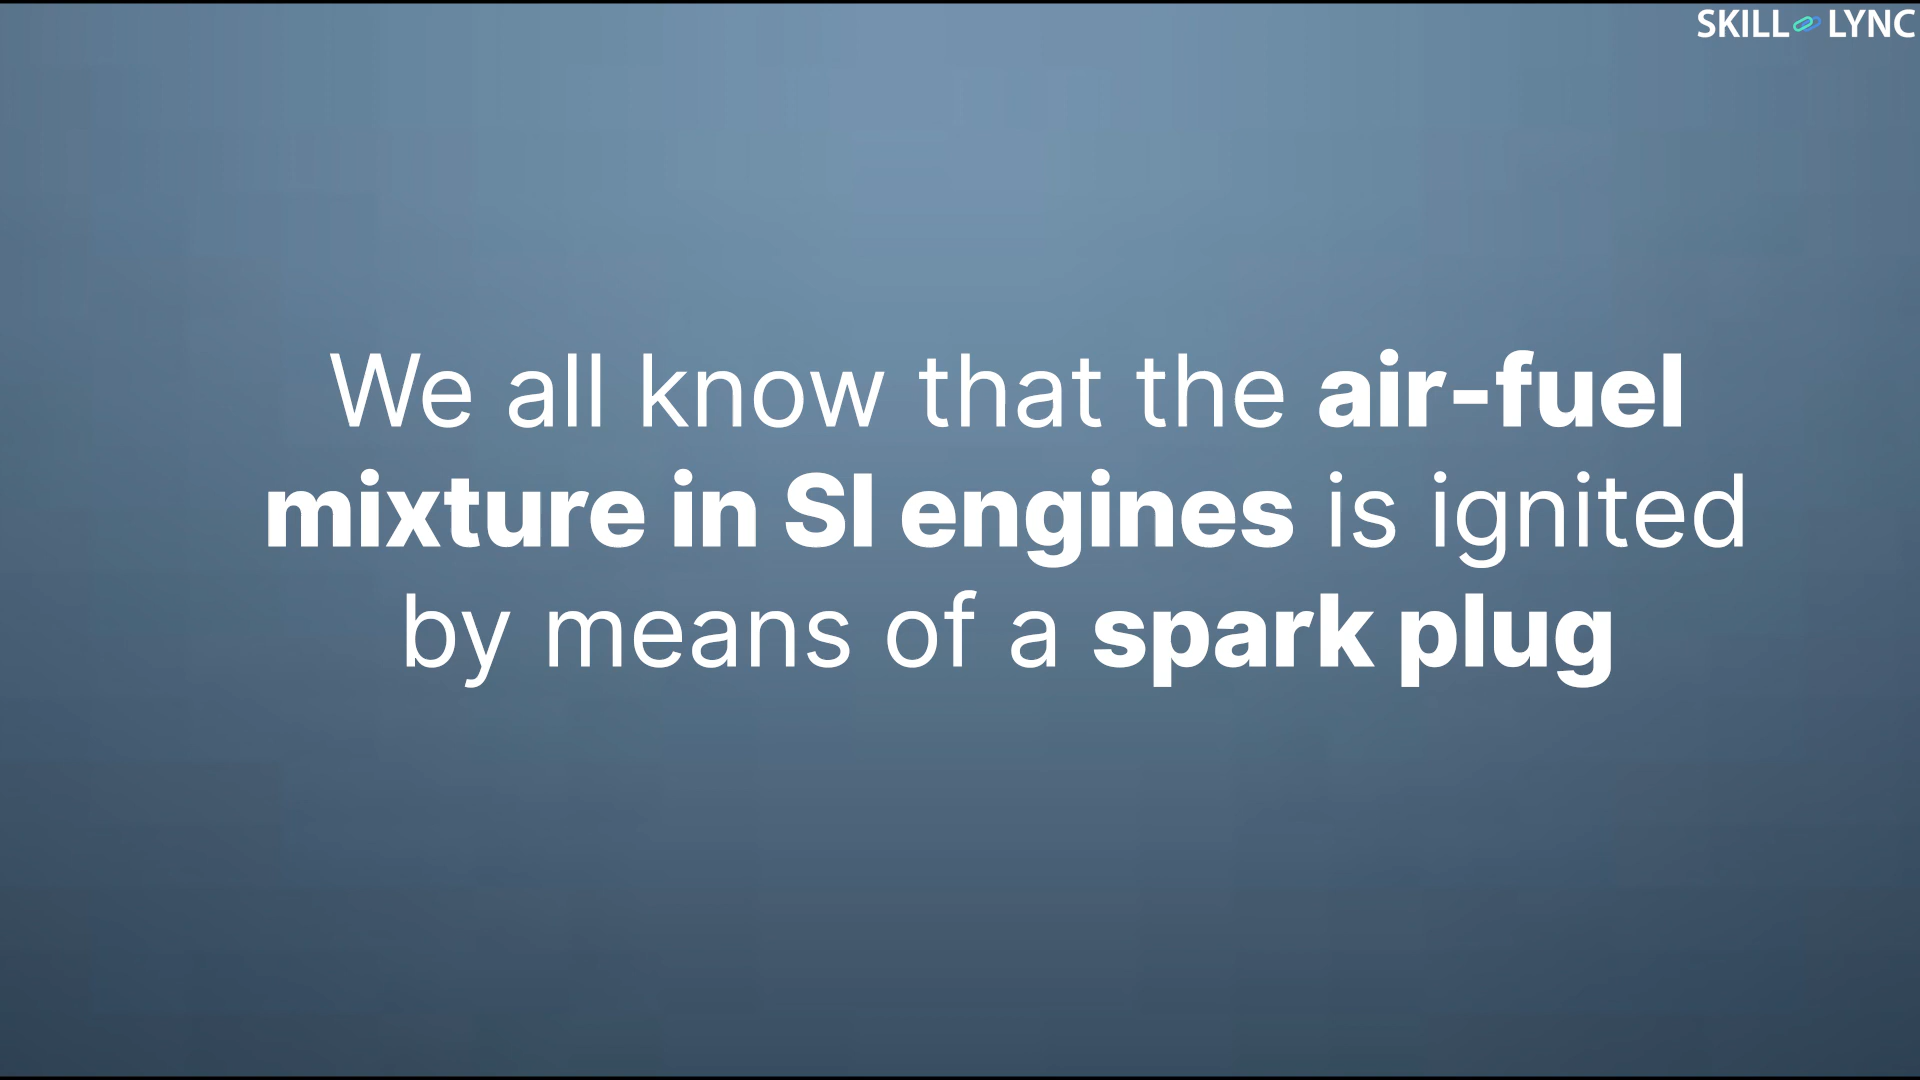 SKILL LYNC
We all know that the air-fuel
mixture in SI engines is ignited
by means of a spark plug